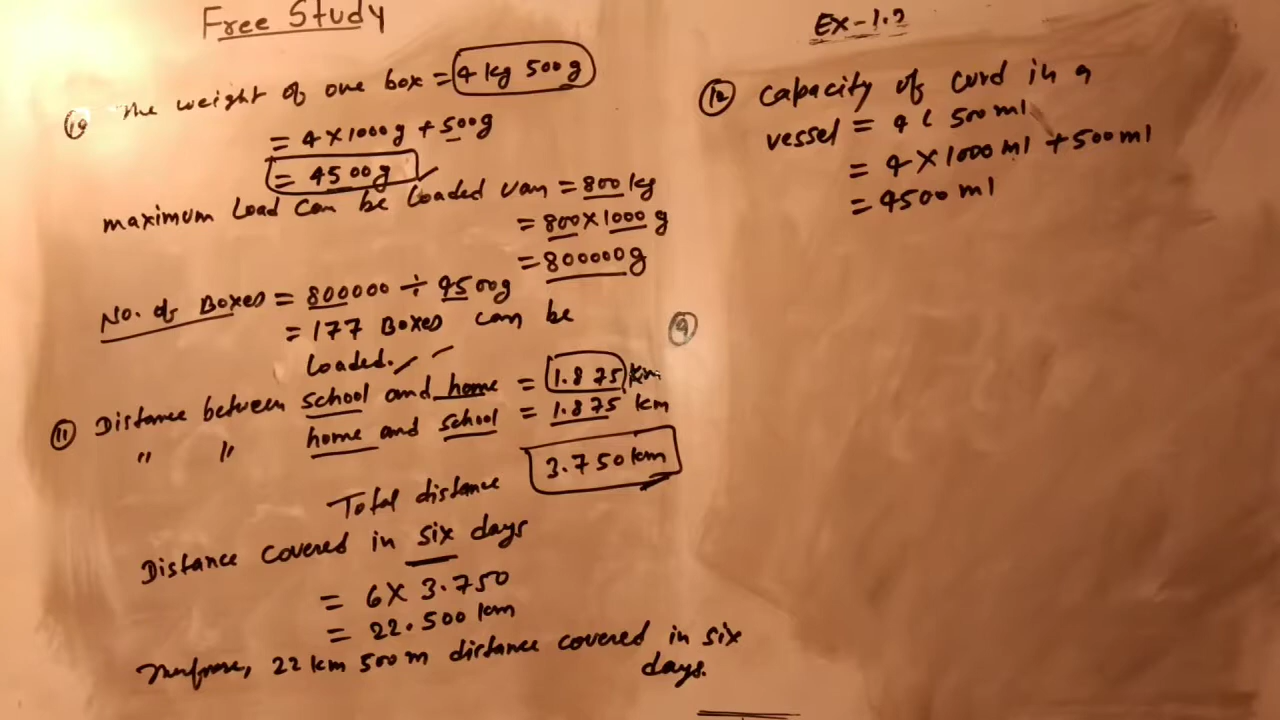 Free Study
Ex-1.2
10 The weight of one box = 4 kg 500 g
= 4 × 1000 g + 500g
= 4500 g
maximum Load can be Loaded van = 800 kg
= 800 × 1000 g
= 800000 g
No. of Boxes = 800000 ÷ 4500g
= 177 Boxes can be
Loaded.
11 Distance between school and home = 1.875 km
" " home and school = 1.875 km
Total distance 3.750 km
Distance covered in six days
= 6 × 3.750
= 22.500 km
Therefore, 22 km 500 m distance covered in six
days.
9
12 Capacity of curd in a
vessel = 4 l 500 ml
= 4 × 1000 ml + 500 ml
= 4500 ml